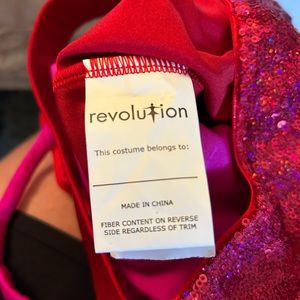 revolution
This costume belongs to:
MADE IN CHINA
FIBER CONTENT ON REVERSE
SIDE REGARDLESS OF TRIM